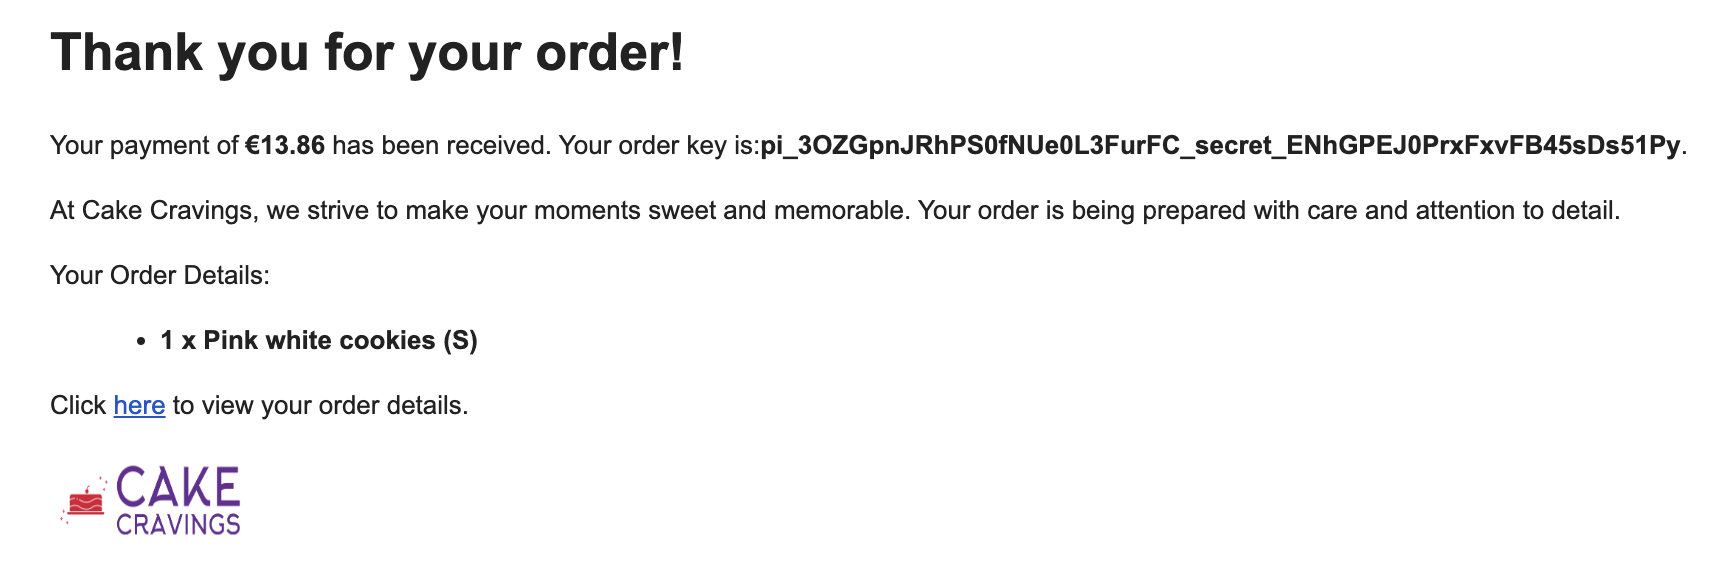 Thank you for your order!
Your payment of €13.86 has been received. Your order key is:pi_3OZGpnJRhPS0fNUe0L3FurFC_secret_ENhGPEJ0PrxFxvFB45sDs51Py.
At Cake Cravings, we strive to make your moments sweet and memorable. Your order is being prepared with care and attention to detail.
Your Order Details:
• 1 x Pink white cookies (S)
Click here to view your order details.
CAKE
CRAVINGS